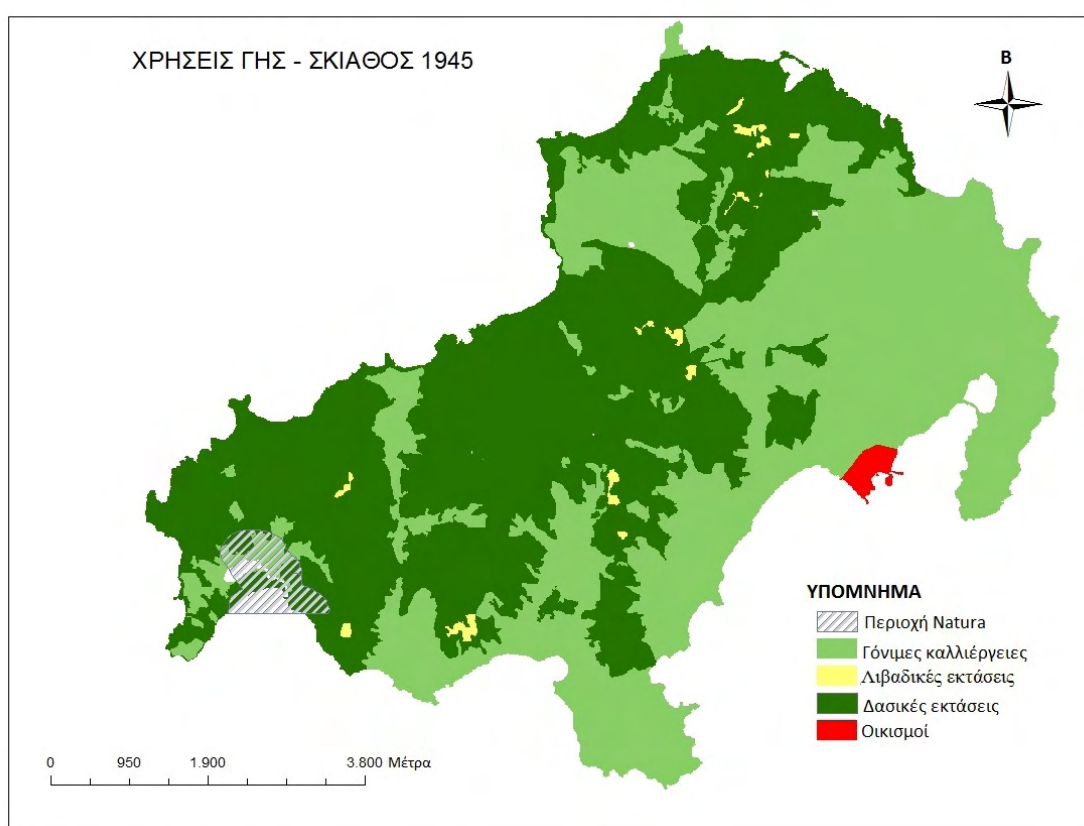 ΧΡΗΣΕΙΣ ΓΗΣ - ΣΚΙΑΘΟΣ 1945
Β
ΥΠΟΜΝΗΜΑ
Περιοχή Natura
Γόνιμες καλλιέργειες
Λιβαδικές εκτάσεις
Δασικές εκτάσεις
Οικισμοί
0 950 1.900 3.800 Μέτρα